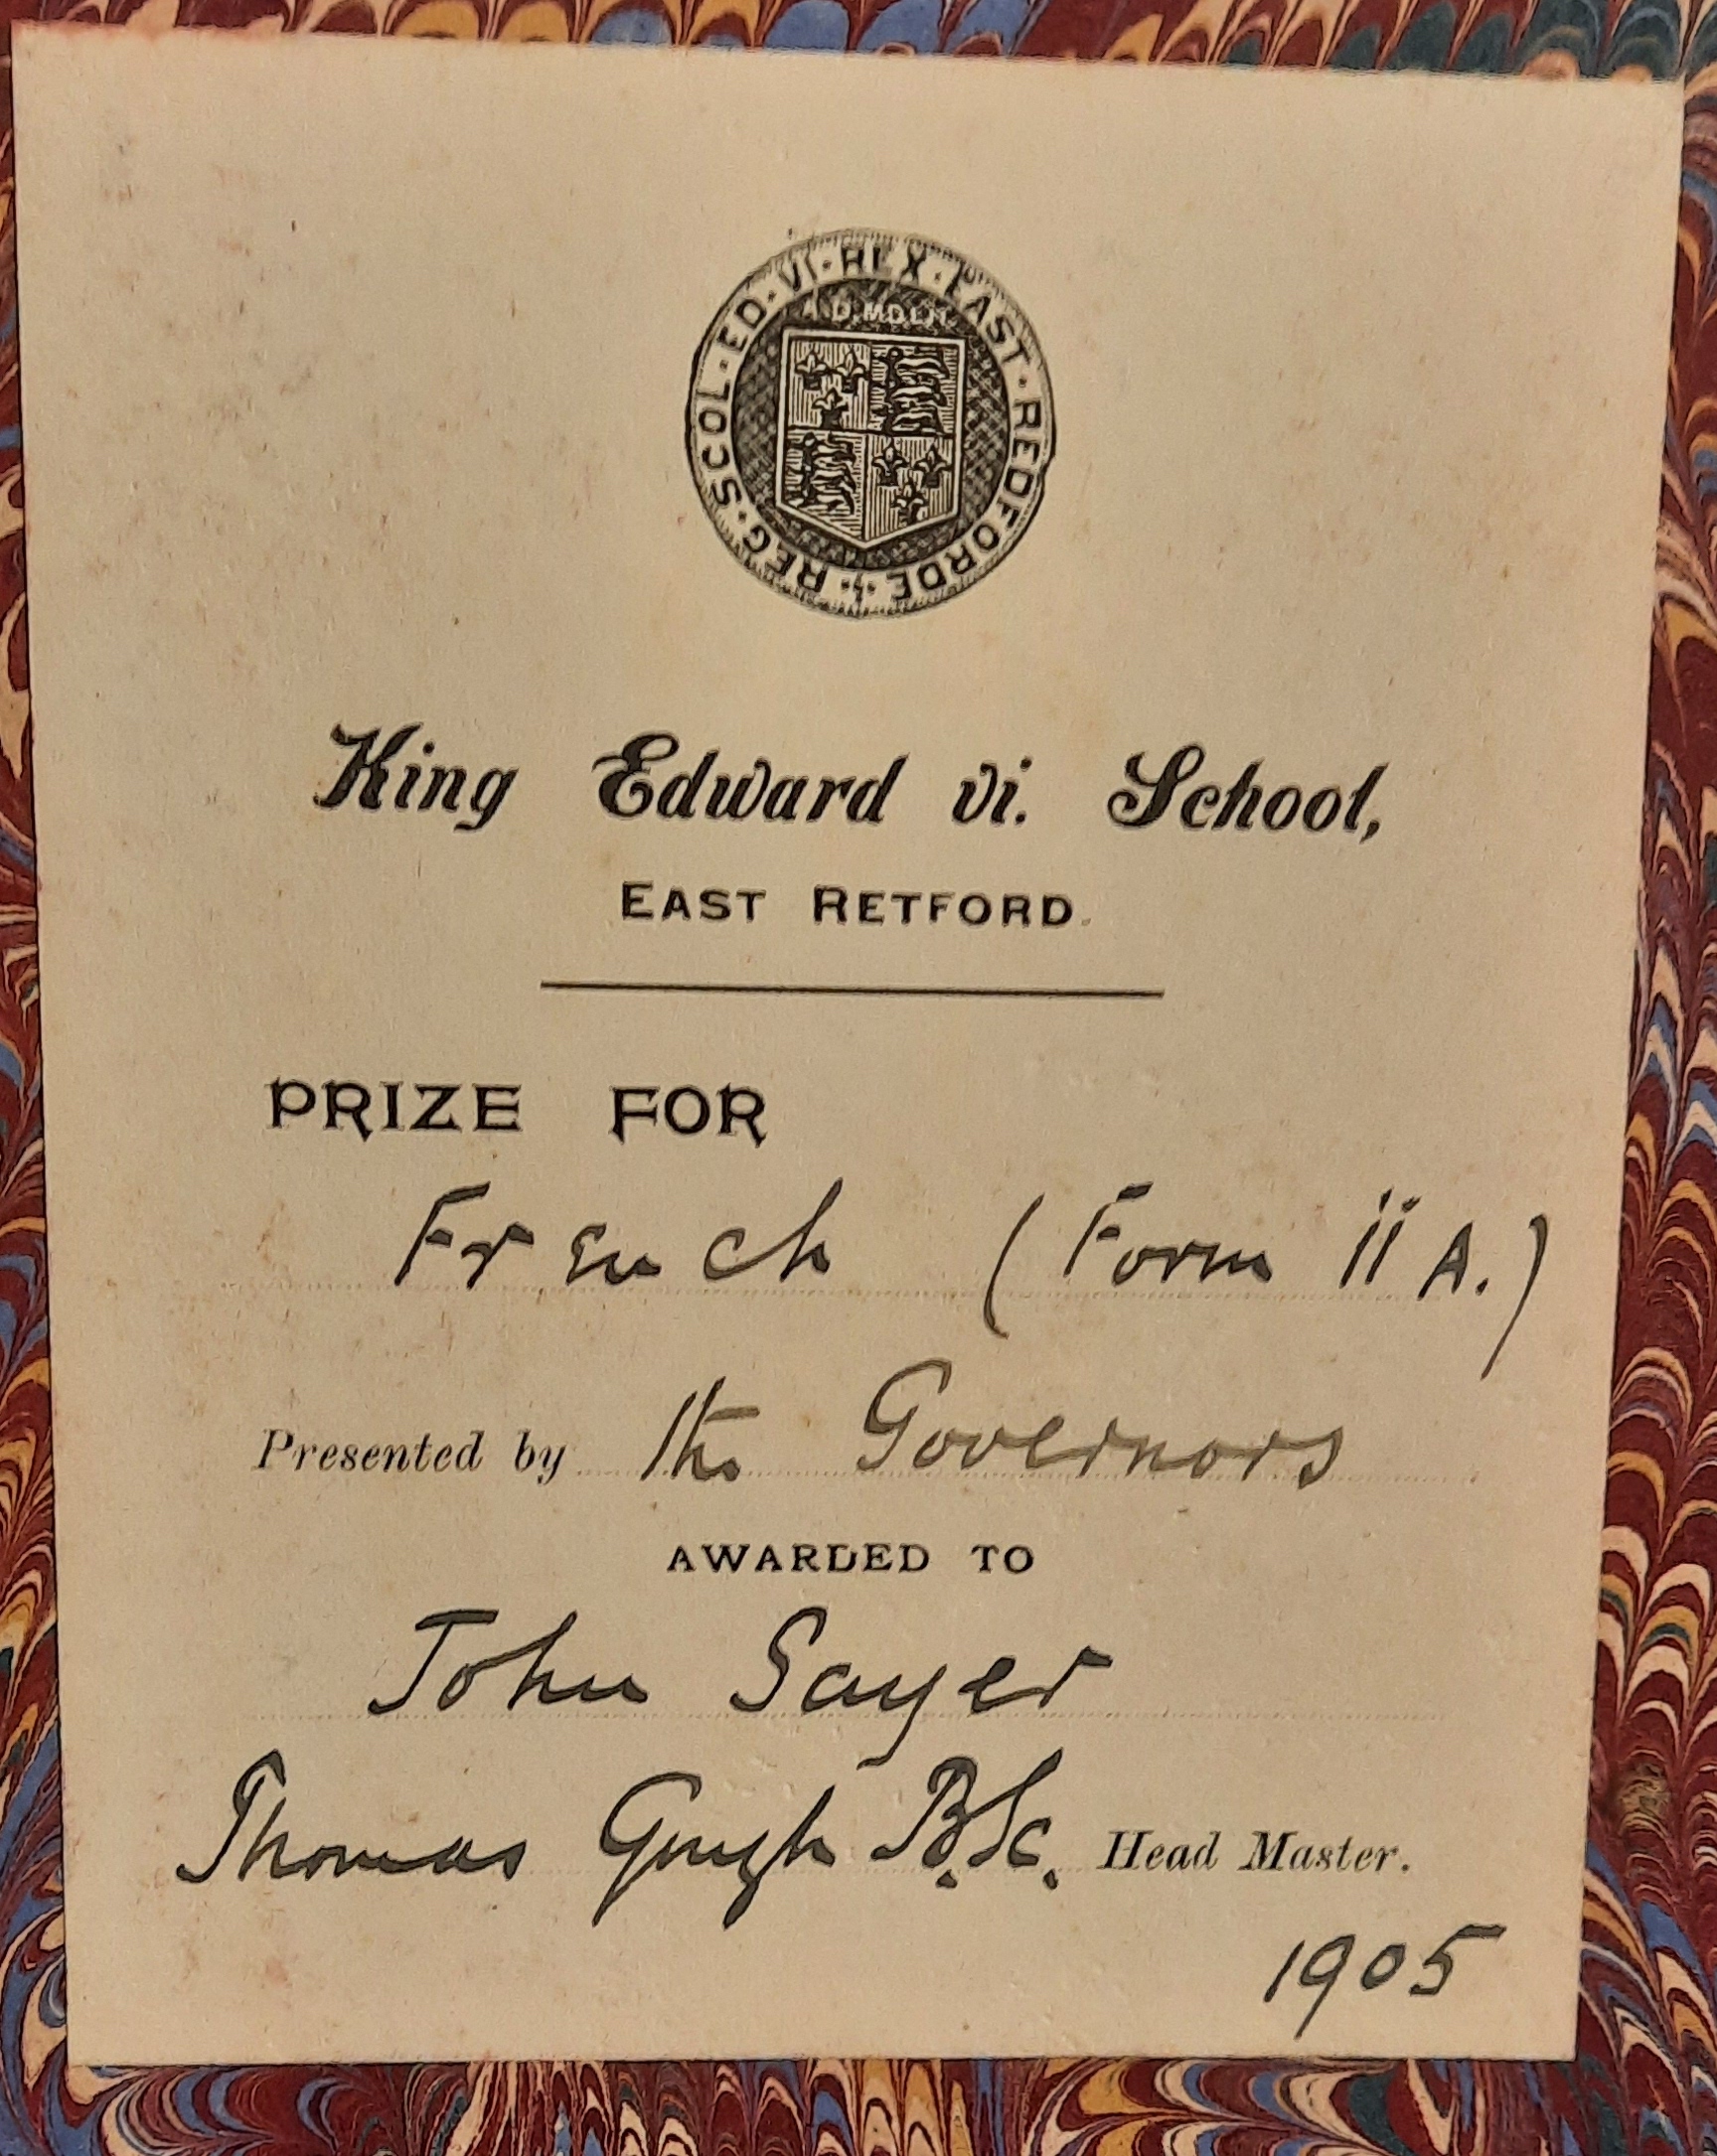 REG · SCOL · ED · VI · REX · EAST · REDFORDE
A.D. MDLII
King Edward vi. School,
EAST RETFORD.
PRIZE FOR
French (Form ii A.)
Presented by the Governors
AWARDED TO
John Sayer
Thomas Gough B.Sc. Head Master.
1905